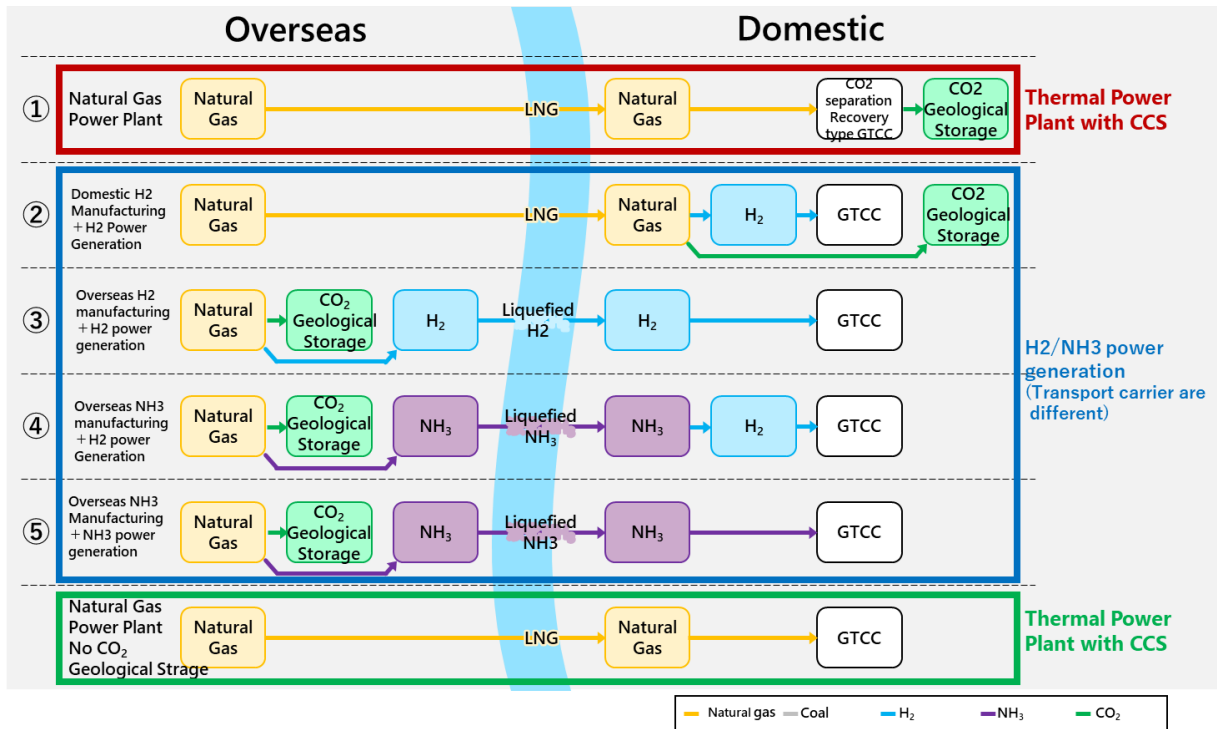 Overseas
Domestic
①
Natural Gas
Power Plant
Natural
Gas
LNG
Natural
Gas
CO2
separation
Recovery
type GTCC
CO2
Geological
Storage
Thermal Power
Plant with CCS
②
Domestic H2
Manufacturing
＋H2 Power
Generation
Natural
Gas
LNG
Natural
Gas
H₂
GTCC
CO2
Geological
Storage
③
Overseas H2
manufacturing
＋H2 power
generation
Natural
Gas
CO₂
Geological
Storage
H₂
Liquefied
H2
H₂
GTCC
H2/NH3 power
generation
(Transport carrier are
different)
④
Overseas NH3
manufacturing
＋H2 power
Generation
Natural
Gas
CO₂
Geological
Storage
NH₃
Liquefied
NH₃
NH₃
H₂
GTCC
⑤
Overseas NH3
Manufacturing
＋NH3 power
generation
Natural
Gas
CO₂
Geological
Storage
NH₃
Liquefied
NH3
NH₃
GTCC
Natural Gas
Power Plant
No CO₂
Geological Strage
Natural
Gas
LNG
Natural
Gas
GTCC
Thermal Power
Plant with CCS
Natural gas Coal H₂ NH₃ CO₂